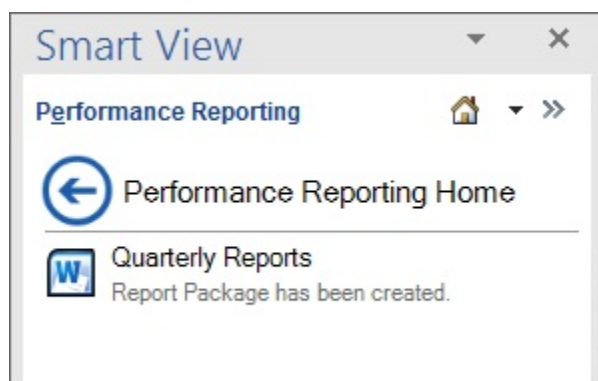 Smart View
Performance Reporting
Performance Reporting Home
W
Quarterly Reports
Report Package has been created.